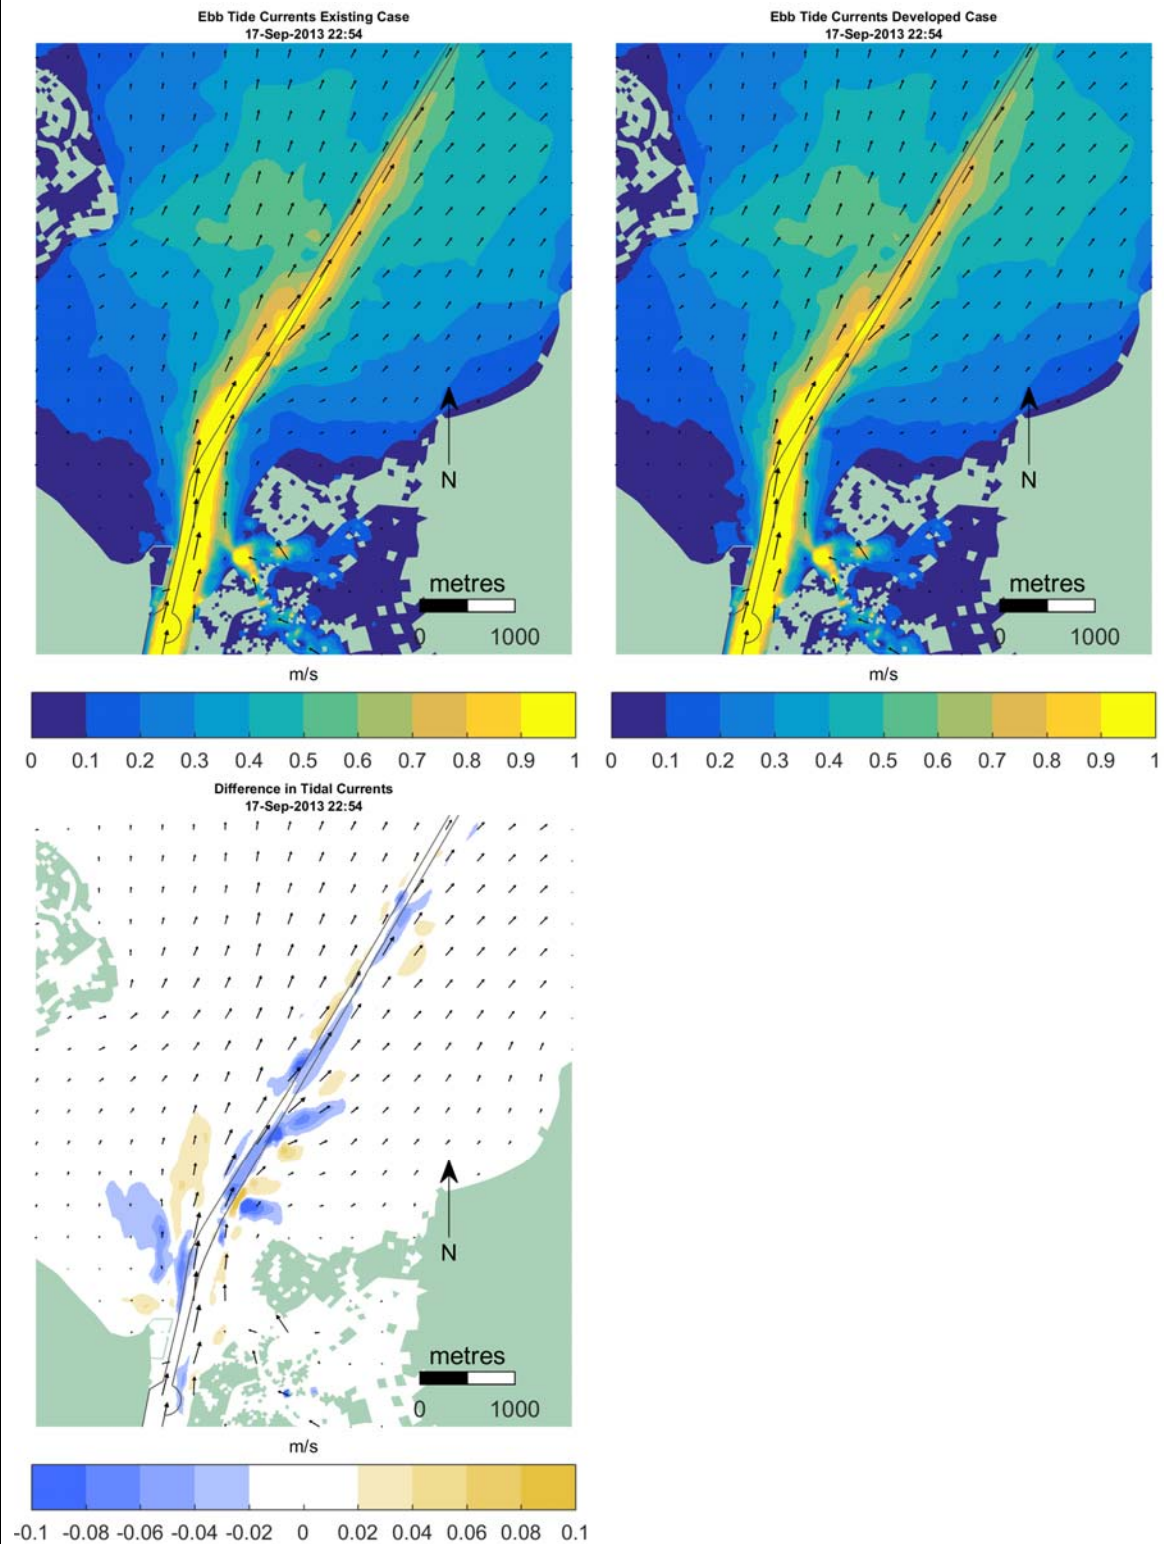 Ebb Tide Currents Existing Case
17-Sep-2013 22:54
N
metres
0 1000
m/s
0 0.1 0.2 0.3 0.4 0.5 0.6 0.7 0.8 0.9 1
Ebb Tide Currents Developed Case
17-Sep-2013 22:54
N
metres
0 1000
m/s
0 0.1 0.2 0.3 0.4 0.5 0.6 0.7 0.8 0.9 1
Difference in Tidal Currents
17-Sep-2013 22:54
N
metres
0 1000
m/s
-0.1 -0.08 -0.06 -0.04 -0.02 0 0.02 0.04 0.06 0.08 0.1